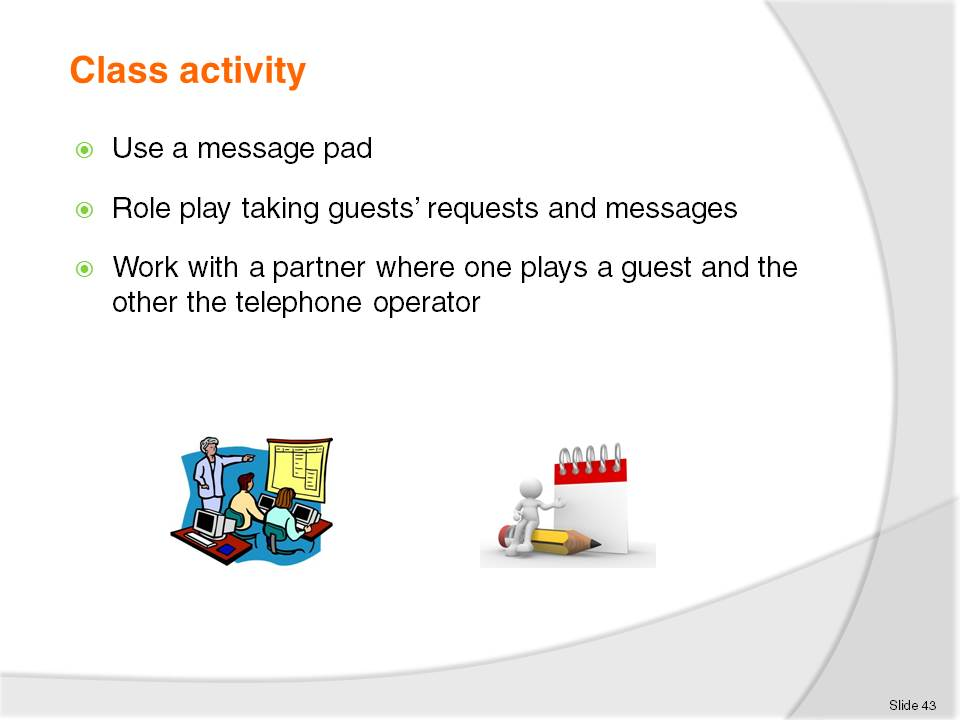 Class activity
Use a message pad
Role play taking guests’ requests and messages
Work with a partner where one plays a guest and the
other the telephone operator
Slide 43